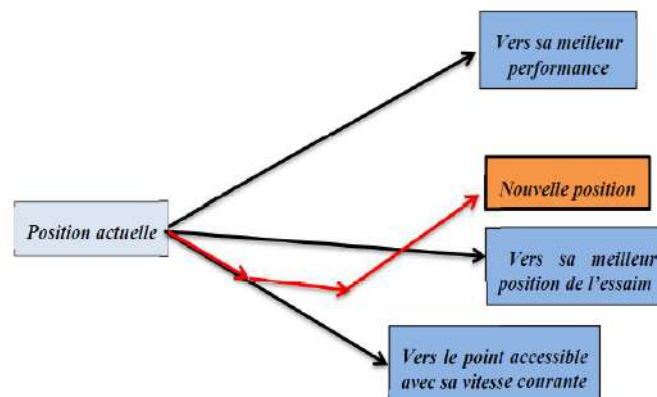 Vers sa meilleur
performance
Nouvelle position
Position actuelle
Vers sa meilleur
position de l'essaim
Vers le point accessible
avec sa vitesse courante